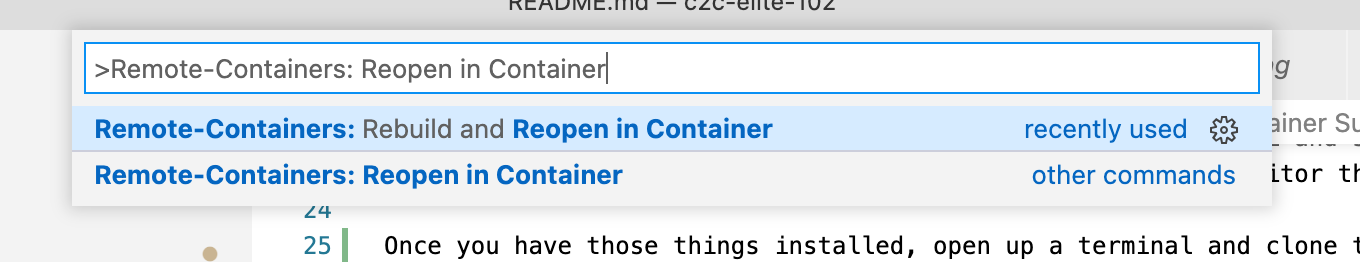 README.md — c2c-elite-102
>Remote-Containers: Reopen in Container
Remote-Containers: Rebuild and Reopen in Container recently used
Remote-Containers: Reopen in Container other commands
ainer Su
itor th
24
25 Once you have those things installed, open up a terminal and clone t